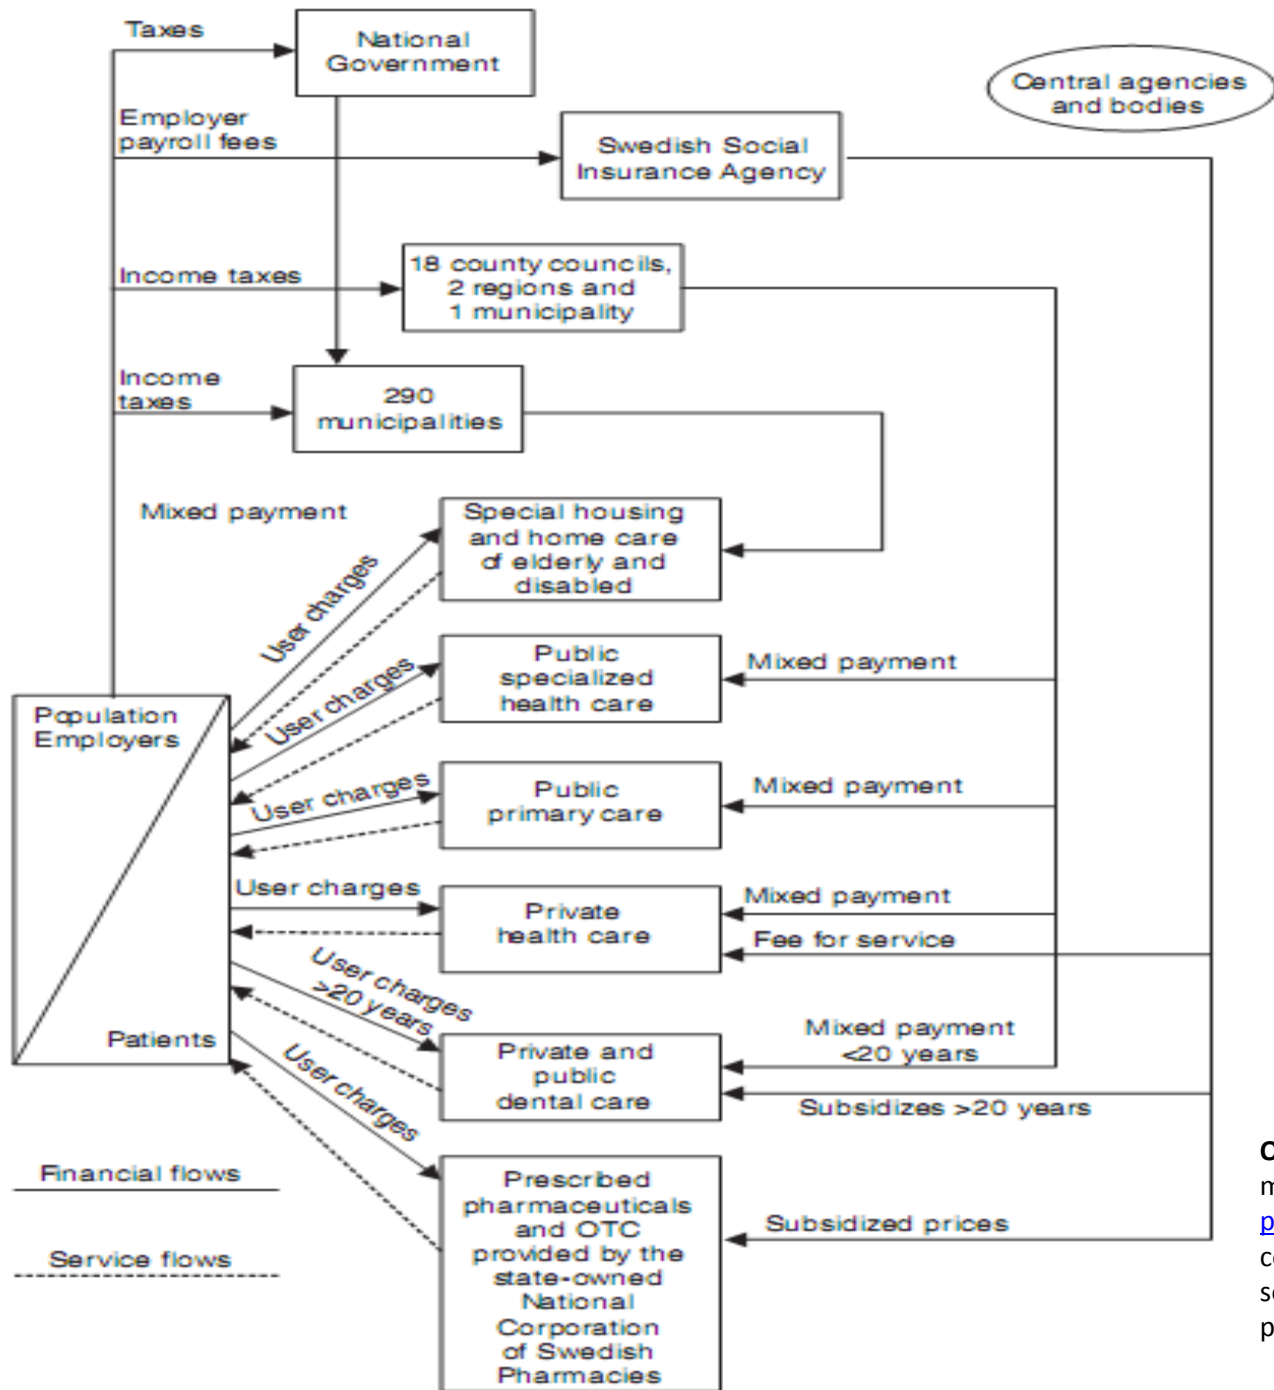 Taxes
National
Government
Central agencies
and bodies
Employer
payroll fees
Swedish Social
Insurance Agency
Income taxes
18 county councils,
2 regions and
1 municipality
Income
taxes
290
municipalities
Mixed payment
Special housing
and home care
of elderly and
disabled
User charges
Public
specialized
health care
Mixed payment
User charges
Population
Employers
Patients
Public
primary care
Mixed payment
User charges
User charges
Private
health care
Mixed payment
Fee for service
User charges
>20 years
Private and
public
dental care
Mixed payment
<20 years
Subsidizes >20 years
User charges
Prescribed
pharmaceuticals
and OTC
provided by the
state-owned
National
Corporation
of Swedish
Pharmacies
Subsidized prices
Financial flows
Service flows